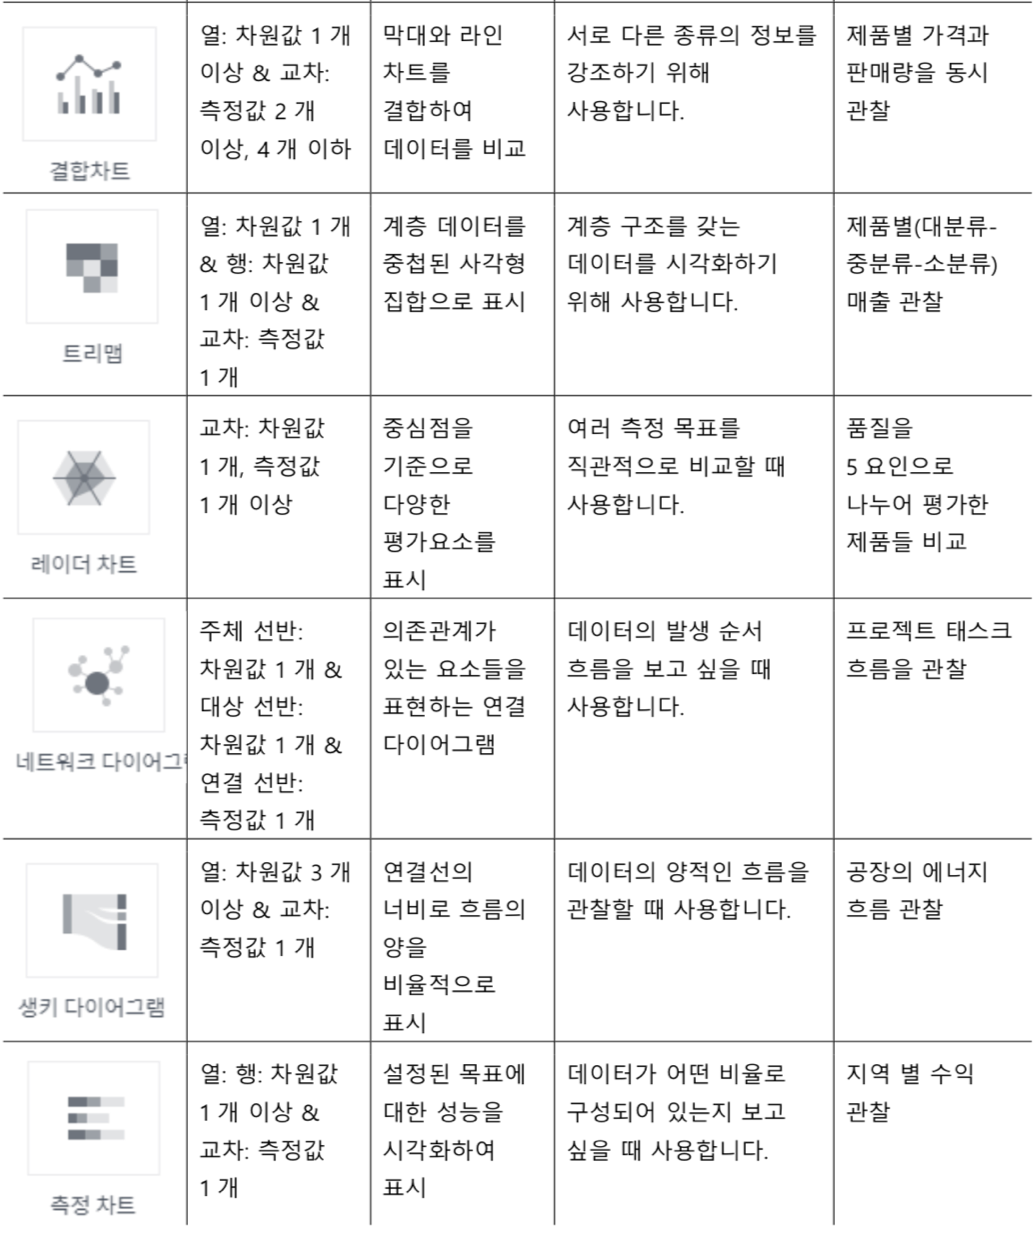 결합차트
열: 차원값 1 개
이상 & 교차:
측정값 2 개
이상, 4 개 이하
막대와 라인
차트를
결합하여
데이터를 비교
서로 다른 종류의 정보를
강조하기 위해
사용합니다.
제품별 가격과
판매량을 동시
관찰
트리맵
열: 차원값 1 개
& 행: 차원값
1 개 이상 &
교차: 측정값
1 개
계층 데이터를
중첩된 사각형
집합으로 표시
계층 구조를 갖는
데이터를 시각화하기
위해 사용합니다.
제품별(대분류-
중분류-소분류)
매출 관찰
레이더 차트
교차: 차원값
1 개, 측정값
1 개 이상
중심점을
기준으로
다양한
평가요소를
표시
여러 측정 목표를
직관적으로 비교할 때
사용합니다.
품질을
5 요인으로
나누어 평가한
제품들 비교
네트워크 다이어그
주체 선반:
차원값 1 개 &
대상 선반:
차원값 1 개 &
연결 선반:
측정값 1 개
의존관계가
있는 요소들을
표현하는 연결
다이어그램
데이터의 발생 순서
흐름을 보고 싶을 때
사용합니다.
프로젝트 태스크
흐름을 관찰
생키 다이어그램
열: 차원값 3 개
이상 & 교차:
측정값 1 개
연결선의
너비로 흐름의
양을
비율적으로
표시
데이터의 양적인 흐름을
관찰할 때 사용합니다.
공장의 에너지
흐름 관찰
측정 차트
열: 행: 차원값
1 개 이상 &
교차: 측정값
1 개
설정된 목표에
대한 성능을
시각화하여
표시
데이터가 어떤 비율로
구성되어 있는지 보고
싶을 때 사용합니다.
지역 별 수익
관찰